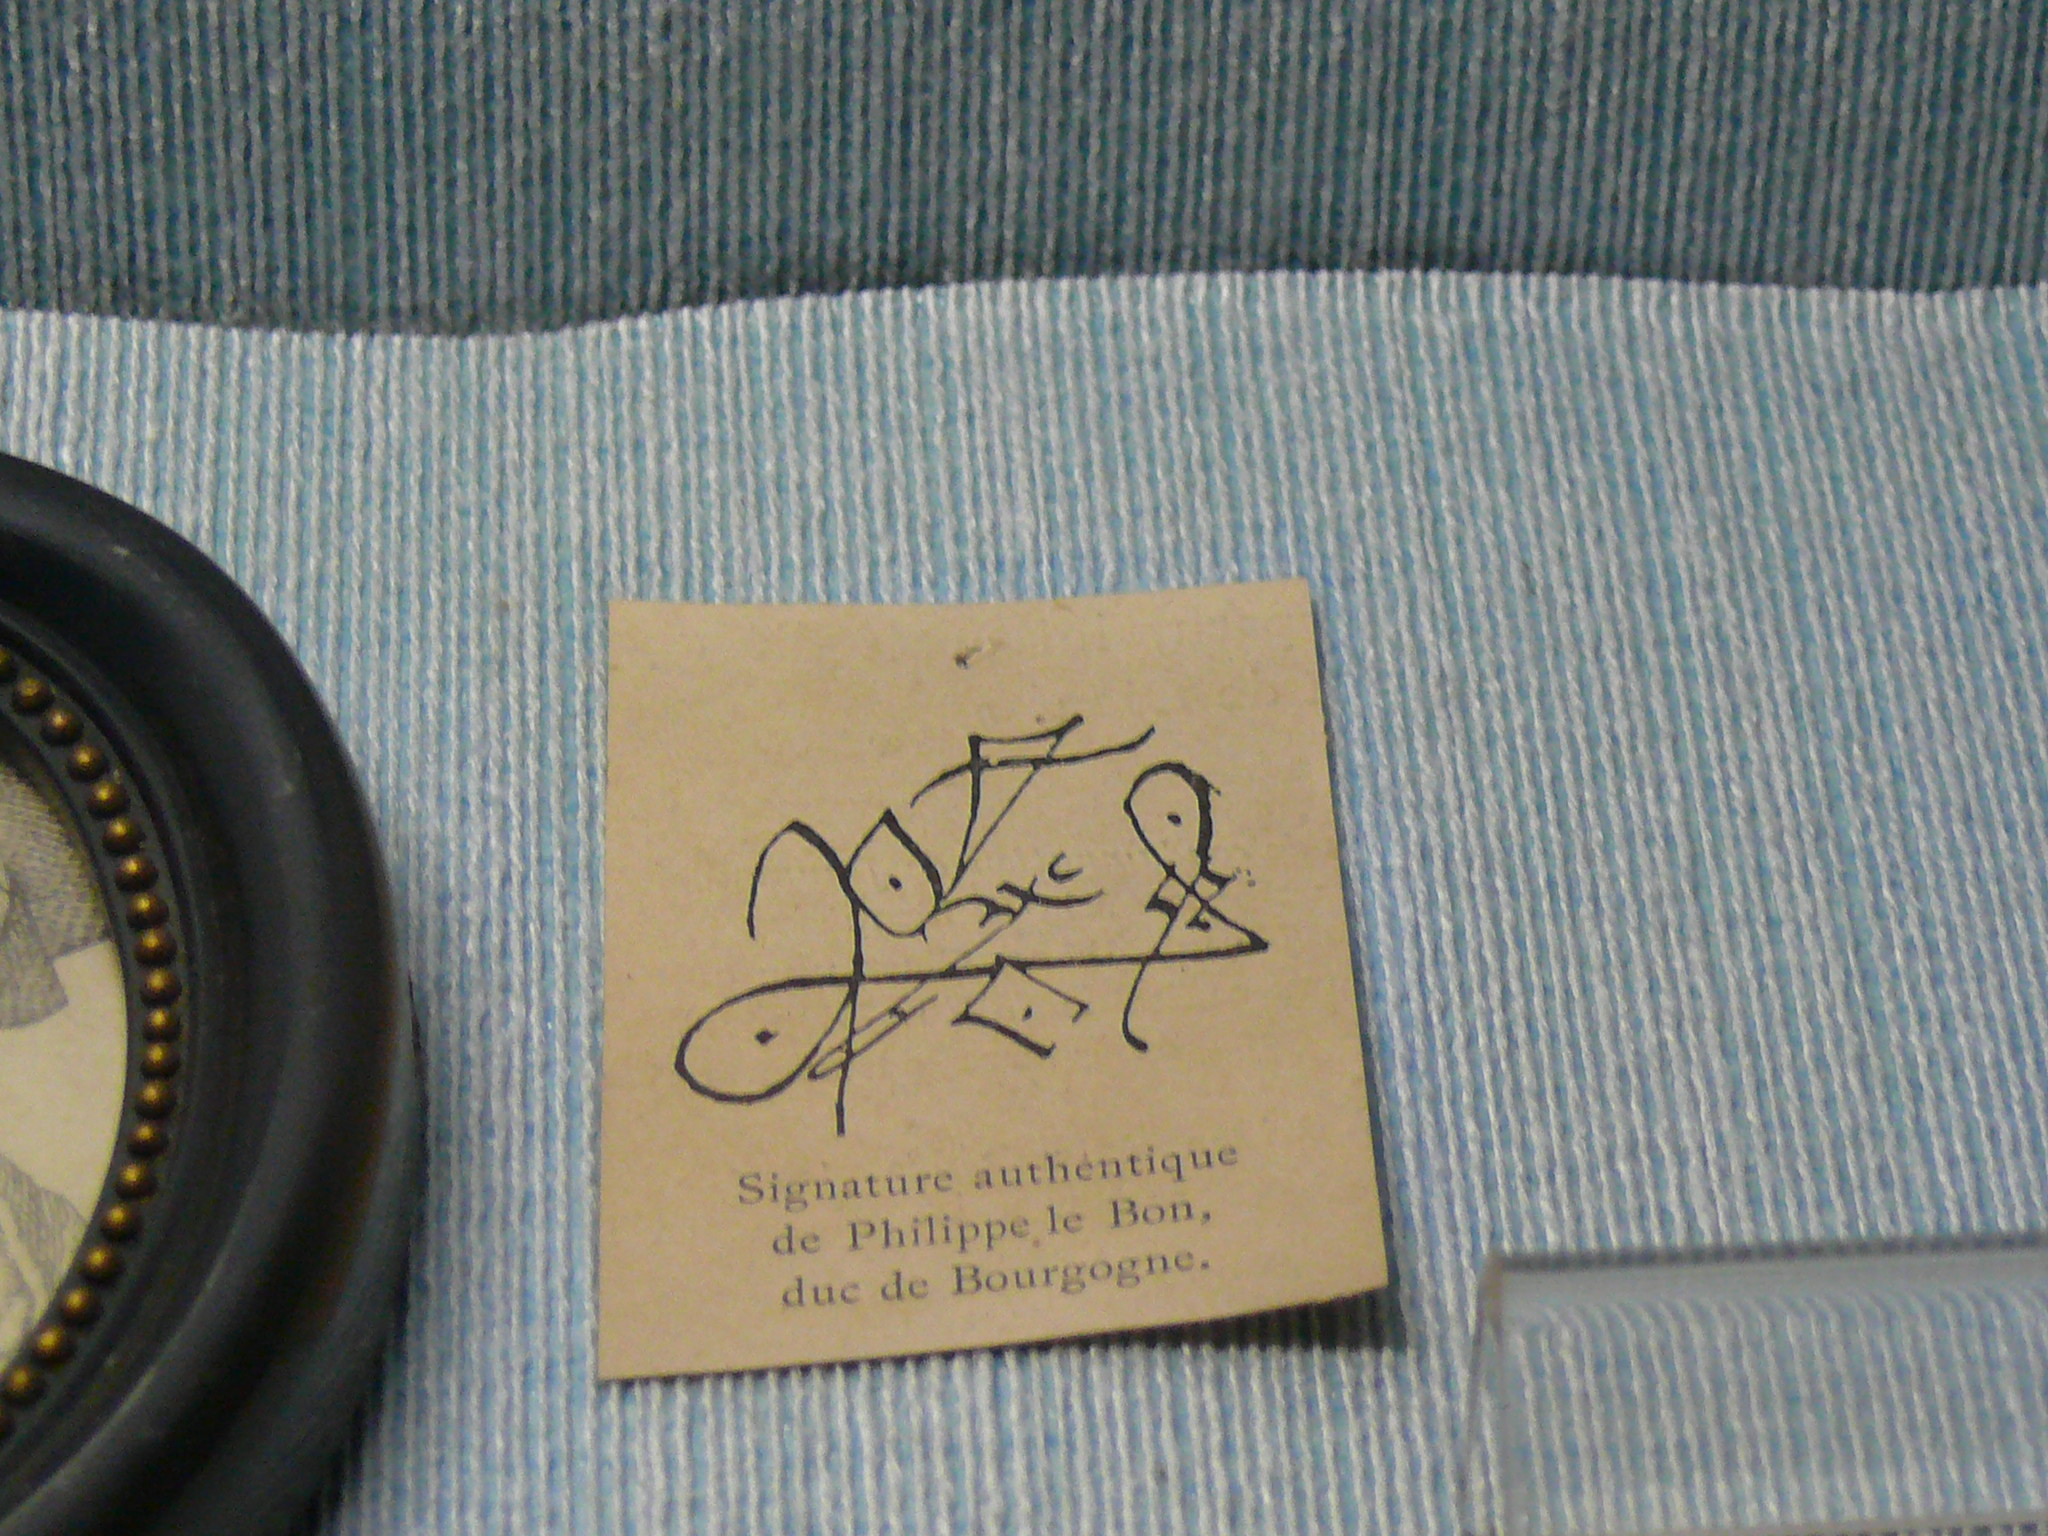 Signature authentique
de Philippe le Bon,
duc de Bourgogne.